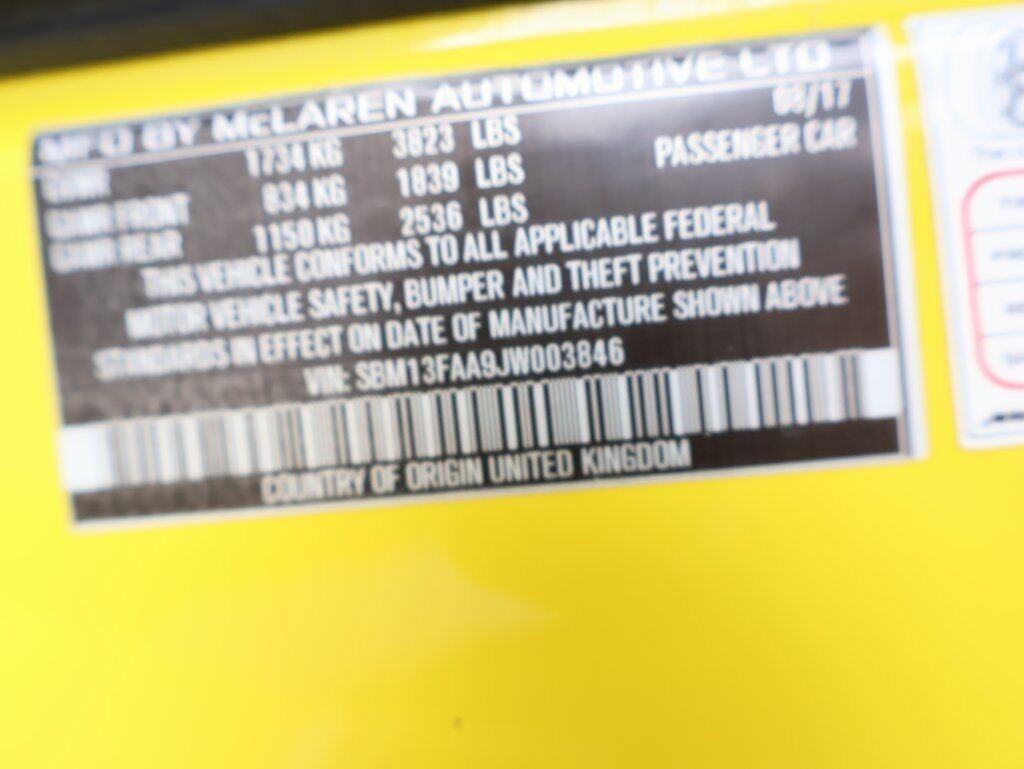 MFD BY McLAREN AUTOMOTIVE LTD
GVWR 1734 KG 3823 LBS 08/17
GAWR FRONT 834 KG 1839 LBS PASSENGER CAR
GAWR REAR 1150 KG 2536 LBS
THIS VEHICLE CONFORMS TO ALL APPLICABLE FEDERAL
MOTOR VEHICLE SAFETY, BUMPER AND THEFT PREVENTION
STANDARDS IN EFFECT ON DATE OF MANUFACTURE SHOWN ABOVE
VIN: SBM13FAA9JW003846
COUNTRY OF ORIGIN UNITED KINGDOM